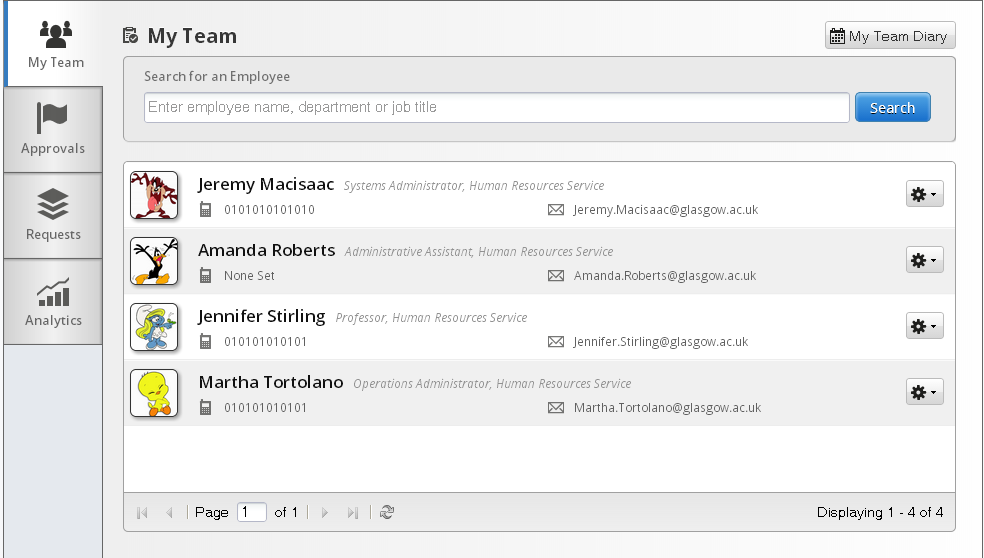 My Team
My Team
My Team Diary
Search for an Employee
Enter employee name, department or job title
Search
Approvals
Requests
Analytics
Jeremy Macisaac Systems Administrator, Human Resources Service
0101010101010 Jeremy.Macisaac@glasgow.ac.uk
Amanda Roberts Administrative Assistant, Human Resources Service
None Set Amanda.Roberts@glasgow.ac.uk
Jennifer Stirling Professor, Human Resources Service
010101010101 Jennifer.Stirling@glasgow.ac.uk
Martha Tortolano Operations Administrator, Human Resources Service
010101010101 Martha.Tortolano@glasgow.ac.uk
Page 1 of 1
Displaying 1 - 4 of 4